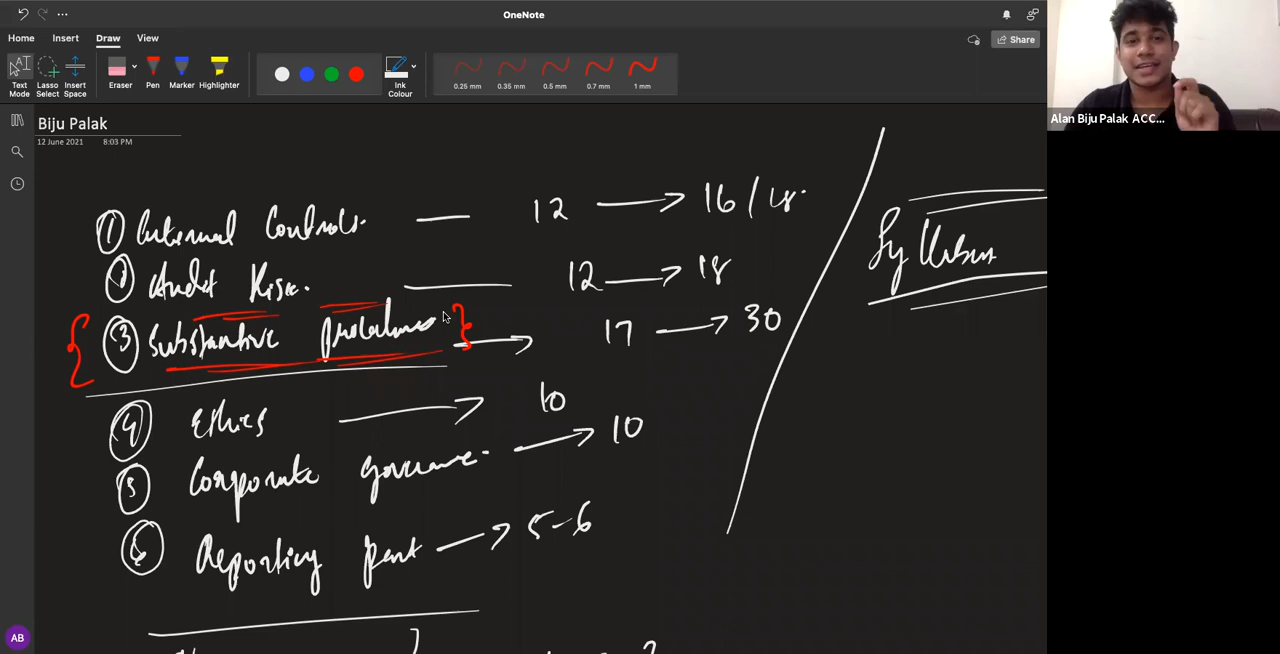 OneNote
Home Insert Draw View
Share
Text Mode
Lasso Select
Insert Space
Eraser
Pen
Marker
Highlighter
Ink Colour
0.25 mm
0.35 mm
0.5 mm
0.7 mm
1 mm
Alan Biju Palak ACC...
Biju Palak
12 June 2021 8:03 PM
① Internal Controls. — 12 → 16/18.
② Audit Risk. — 12 → 18
{ ③ Substantive procedures } → 17 → 30
④ Ethics → 10
⑤ Corporate governance. → 10
⑥ Reporting part → 5-6
Syllabus
AB